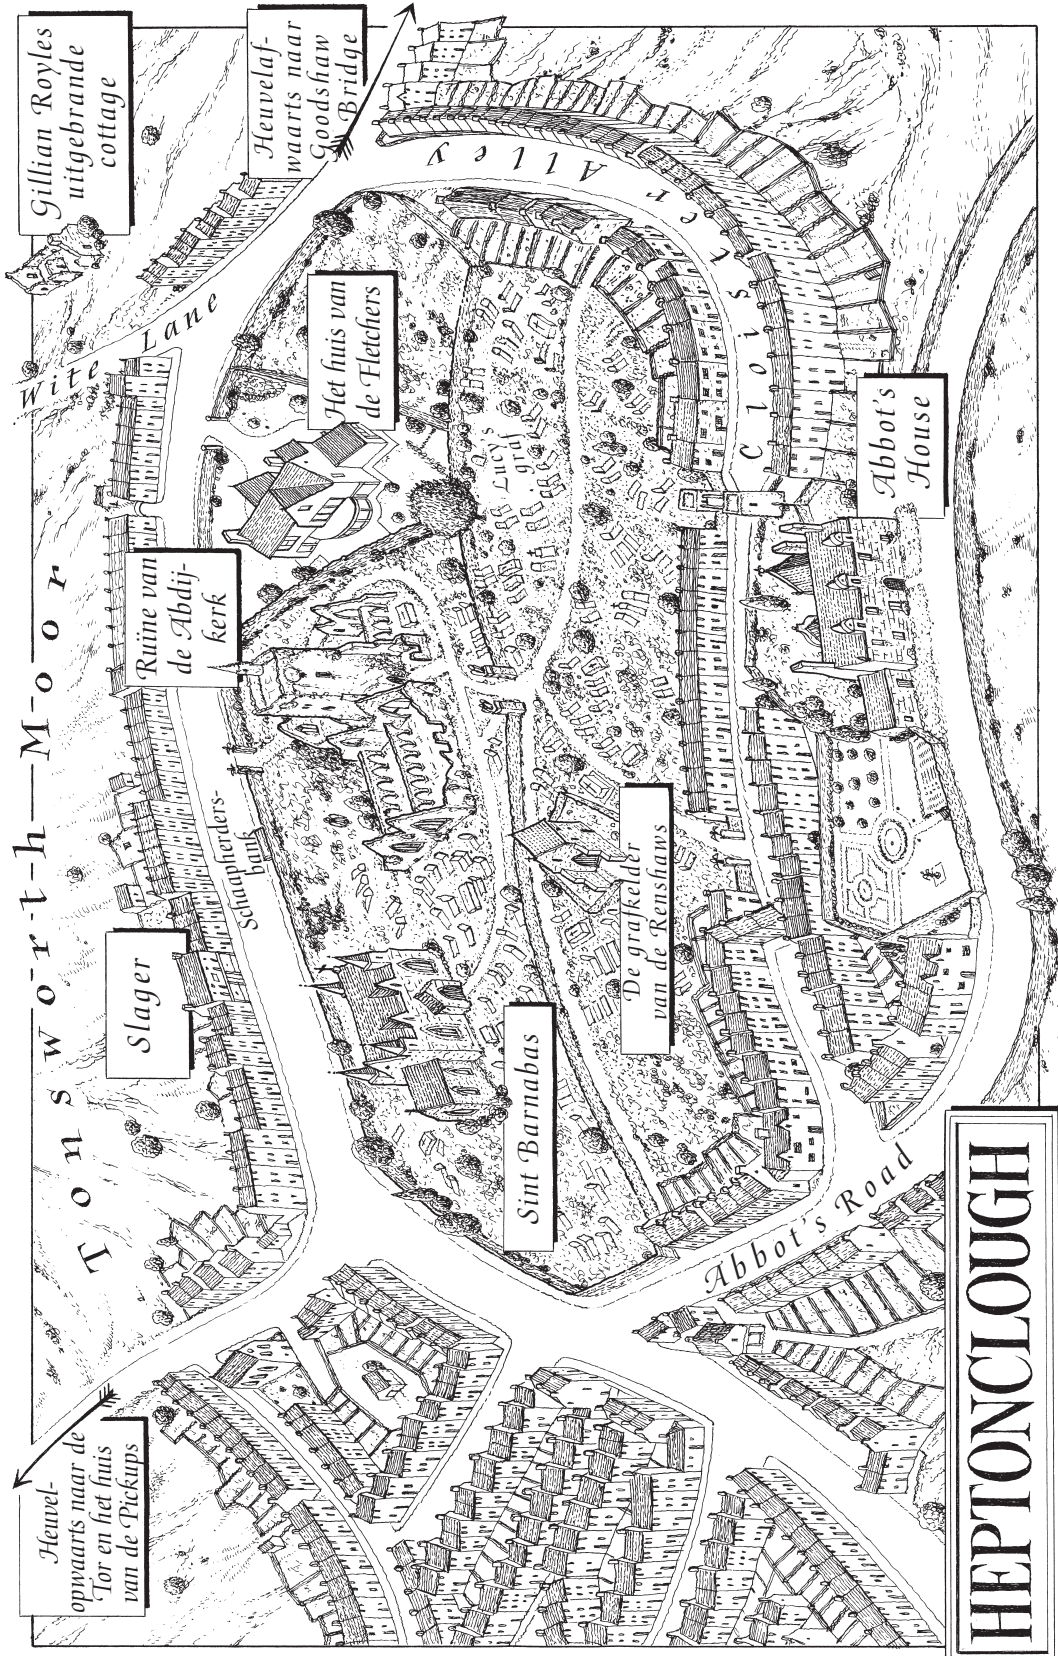 Heuvel-
opwaarts naar de
Tor en het huis
van de Pickups
Tonsworth Moor
Gillian Royles
uitgebrande
cottage
Wite Lane
Slager
Schaapherders-
bank
Ruïne van
de Abdij-
kerk
Heuvelaf-
waarts naar
Goodshaw
Bridge
Het huis van
de Fletchers
Lucy's
graf
Sint Barnabas
De grafkelder
van de Renshaws
Cloister Alley
Abbot's Road
Abbot's
House
HEPTONCLOUGH